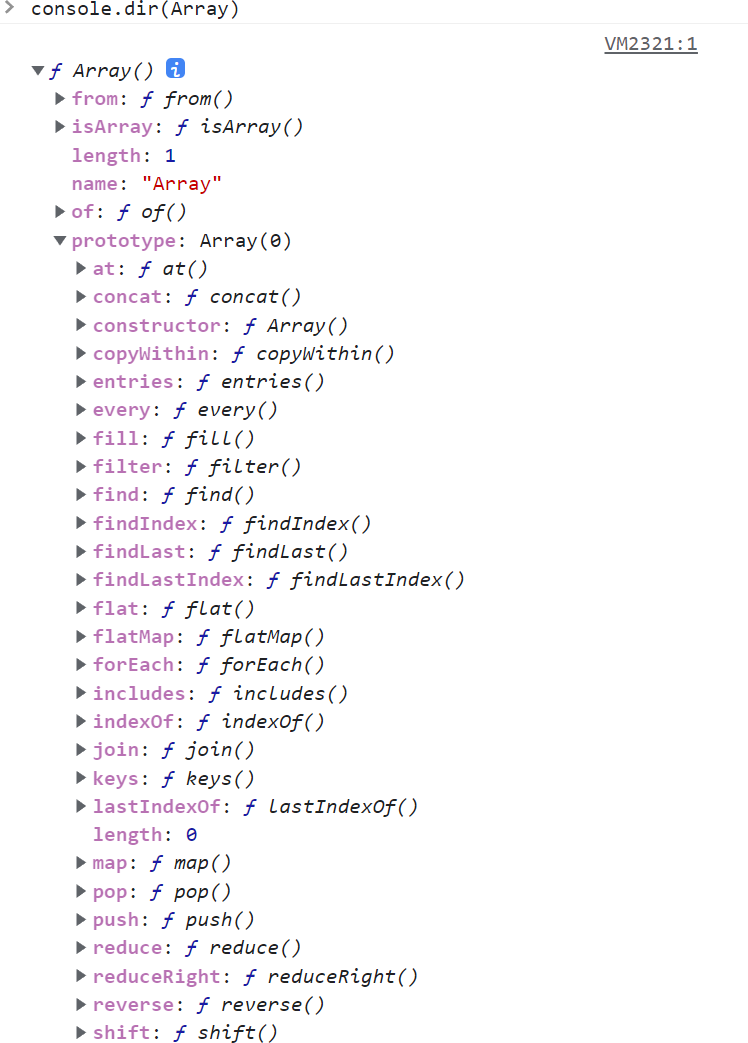 > console.dir(Array)
VM2321:1
▼ ƒ Array() i
▶ from: ƒ from()
▶ isArray: ƒ isArray()
length: 1
name: "Array"
▶ of: ƒ of()
▼ prototype: Array(0)
▶ at: ƒ at()
▶ concat: ƒ concat()
▶ constructor: ƒ Array()
▶ copyWithin: ƒ copyWithin()
▶ entries: ƒ entries()
▶ every: ƒ every()
▶ fill: ƒ fill()
▶ filter: ƒ filter()
▶ find: ƒ find()
▶ findIndex: ƒ findIndex()
▶ findLast: ƒ findLast()
▶ findLastIndex: ƒ findLastIndex()
▶ flat: ƒ flat()
▶ flatMap: ƒ flatMap()
▶ forEach: ƒ forEach()
▶ includes: ƒ includes()
▶ indexOf: ƒ indexOf()
▶ join: ƒ join()
▶ keys: ƒ keys()
▶ lastIndexOf: ƒ lastIndexOf()
length: 0
▶ map: ƒ map()
▶ pop: ƒ pop()
▶ push: ƒ push()
▶ reduce: ƒ reduce()
▶ reduceRight: ƒ reduceRight()
▶ reverse: ƒ reverse()
▶ shift: ƒ shift()